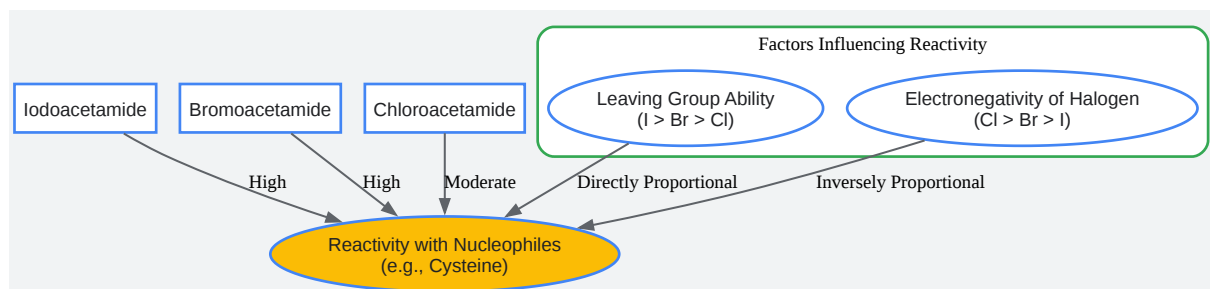 Factors Influencing Reactivity
Iodoacetamide
Bromoacetamide
Chloroacetamide
Leaving Group Ability
(I > Br > Cl)
Electronegativity of Halogen
(Cl > Br > I)
High
High
Moderate
Directly Proportional
Inversely Proportional
Reactivity with Nucleophiles
(e.g., Cysteine)